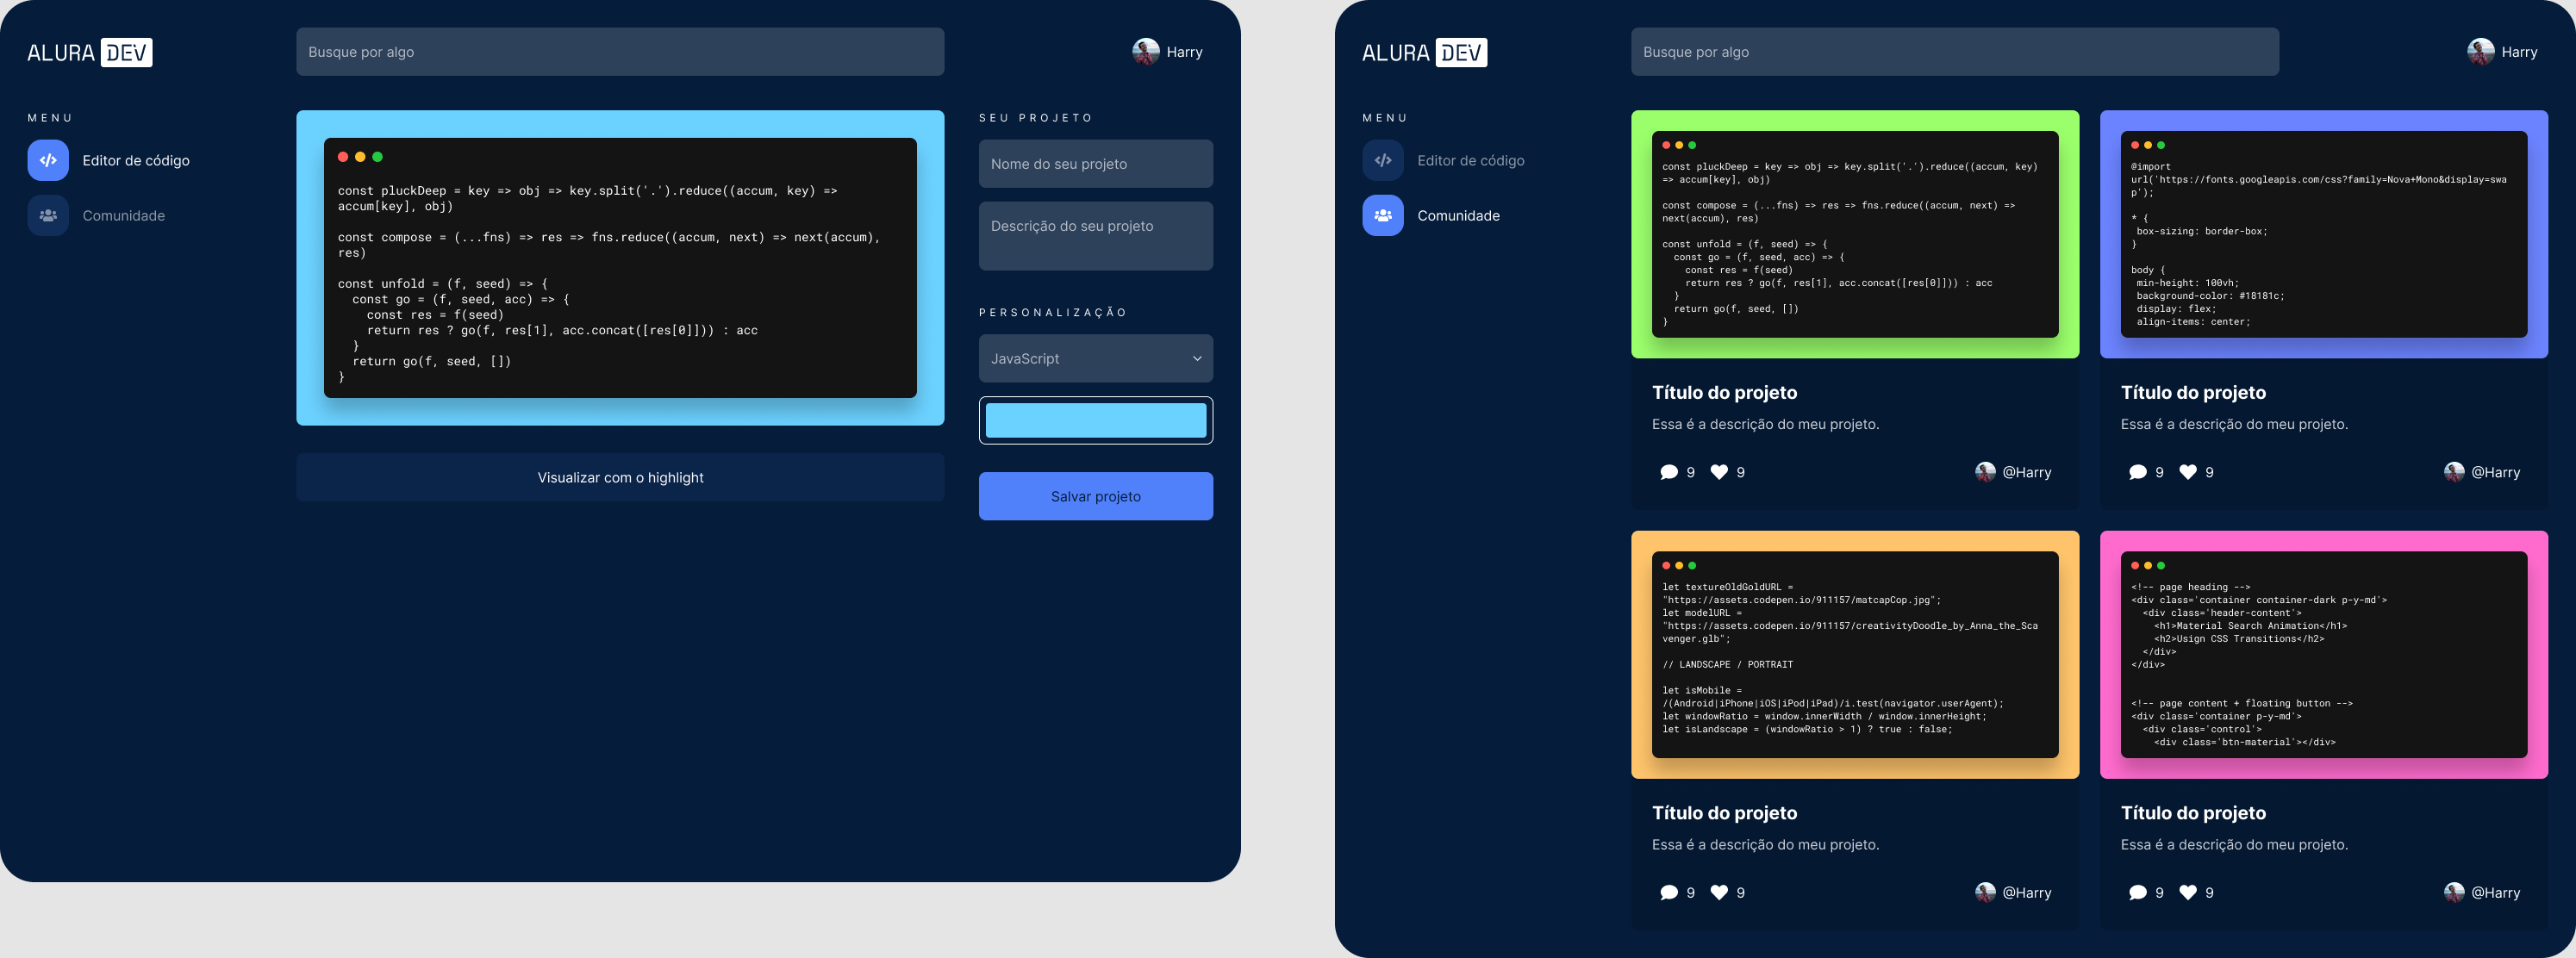 ALURA DEV
Busque por algo
Harry
MENU
Editor de código
Comunidade
const pluckDeep = key => obj => key.split('.').reduce((accum, key) =>
accum[key], obj)
const compose = (...fns) => res => fns.reduce((accum, next) => next(accum),
res)
const unfold = (f, seed) => {
  const go = (f, seed, acc) => {
    const res = f(seed)
    return res ? go(f, res[1], acc.concat([res[0]])) : acc
  }
  return go(f, seed, [])
}
Visualizar com o highlight
SEU PROJETO
Nome do seu projeto
Descrição do seu projeto
PERSONALIZAÇÃO
JavaScript
Salvar projeto
ALURA DEV
Busque por algo
Harry
MENU
Editor de código
Comunidade
const pluckDeep = key => obj => key.split('.').reduce((accum, key)
=> accum[key], obj)
const compose = (...fns) => res => fns.reduce((accum, next) =>
next(accum), res)
const unfold = (f, seed) => {
  const go = (f, seed, acc) => {
    const res = f(seed)
    return res ? go(f, res[1], acc.concat([res[0]])) : acc
  }
  return go(f, seed, [])
}
Título do projeto
Essa é a descrição do meu projeto.
9 9 @Harry
@import
url('https://fonts.googleapis.com/css?family=Nova+Mono&display=swa
p');
* {
 box-sizing: border-box;
}
body {
 min-height: 100vh;
 background-color: #18181c;
 display: flex;
 align-items: center;
Título do projeto
Essa é a descrição do meu projeto.
9 9 @Harry
let textureOldGoldURL =
"https://assets.codepen.io/911157/matcapCop.jpg";
let modelURL =
"https://assets.codepen.io/911157/creativityDoodle_by_Anna_the_Sca
venger.glb";
// LANDSCAPE / PORTRAIT
let isMobile =
/(Android|iPhone|iOS|iPod|iPad)/i.test(navigator.userAgent);
let windowRatio = window.innerWidth / window.innerHeight;
let isLandscape = (windowRatio > 1) ? true : false;
Título do projeto
Essa é a descrição do meu projeto.
9 9 @Harry
<!-- page heading -->
<div class='container container-dark p-y-md'>
  <div class='header-content'>
    <h1>Material Search Animation</h1>
    <h2>Usign CSS Transitions</h2>
  </div>
</div>
<!-- page content + floating button -->
<div class='container p-y-md'>
  <div class='control'>
    <div class='btn-material'></div>
Título do projeto
Essa é a descrição do meu projeto.
9 9 @Harry